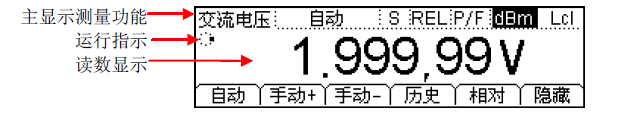 主显示测量功能
运行指示
读数显示
交流电压 自动 S REL P/F dBm Lcl
1.999,99V
自动 手动+ 手动- 历史 相对 隐藏